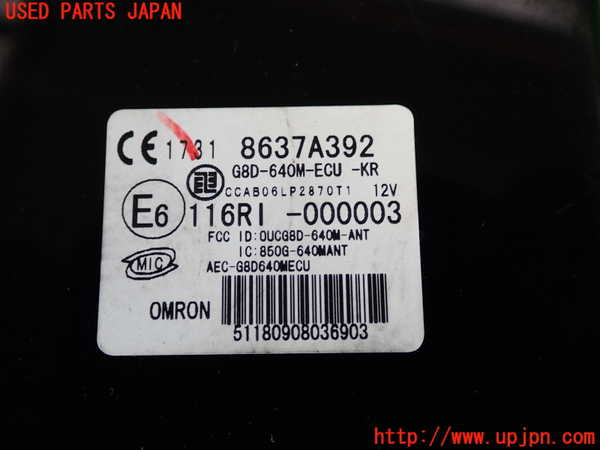 USED PARTS JAPAN
CE 1731 8637A392
G8D-640M-ECU -KR
CCAB06LP2870T1 12V
E6 116RI -000003
FCC ID:OUCG8D-640M-ANT
IC:850G-640MANT
MIC AEC-G8D640MECU
OMRON
51180908036903
www.upjpn.com